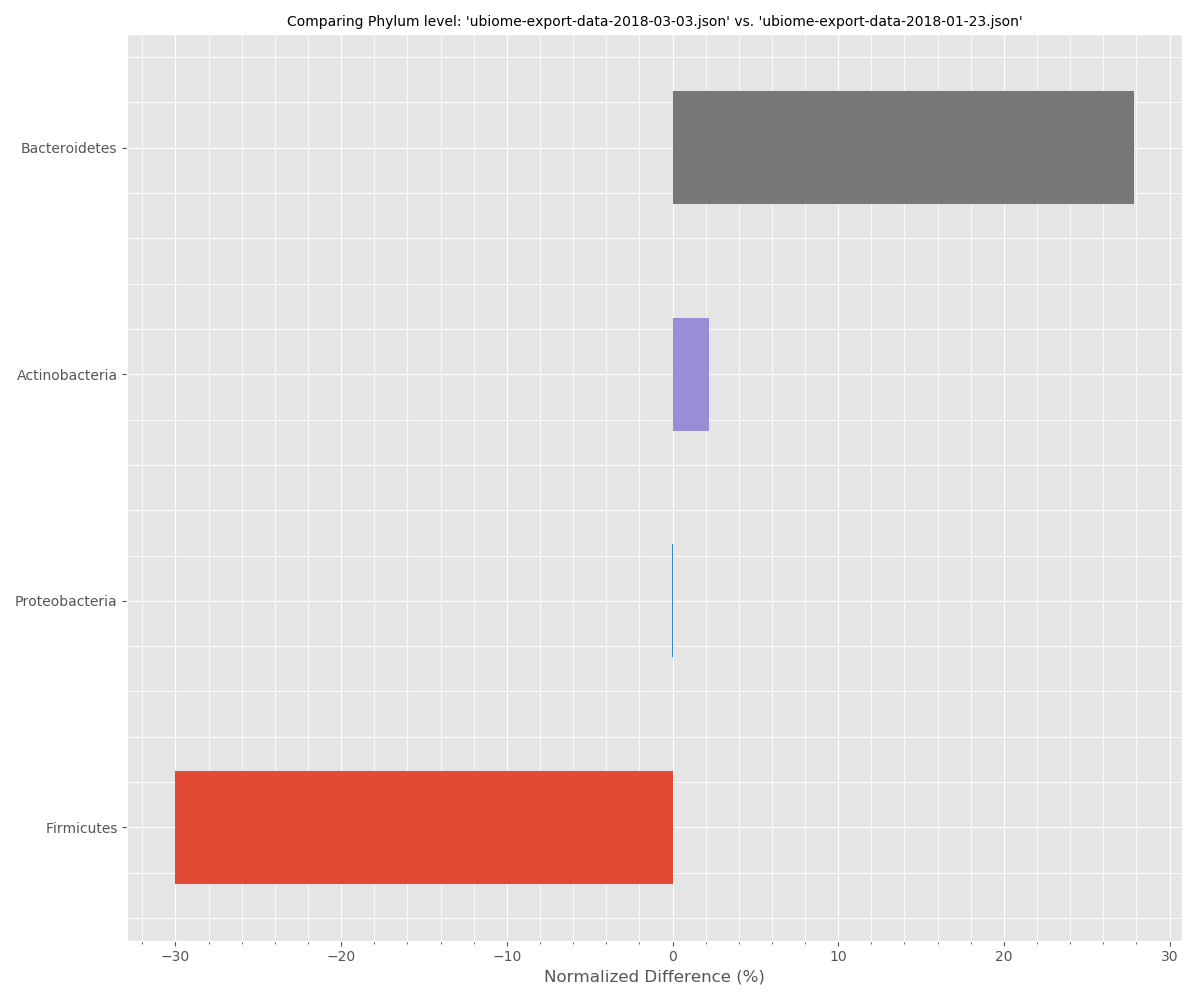 Comparing Phylum level: 'ubiome-export-data-2018-03-03.json' vs. 'ubiome-export-data-2018-01-23.json'
Bacteroidetes
Actinobacteria
Proteobacteria
Firmicutes
−30 −20 −10 0 10 20 30
Normalized Difference (%)